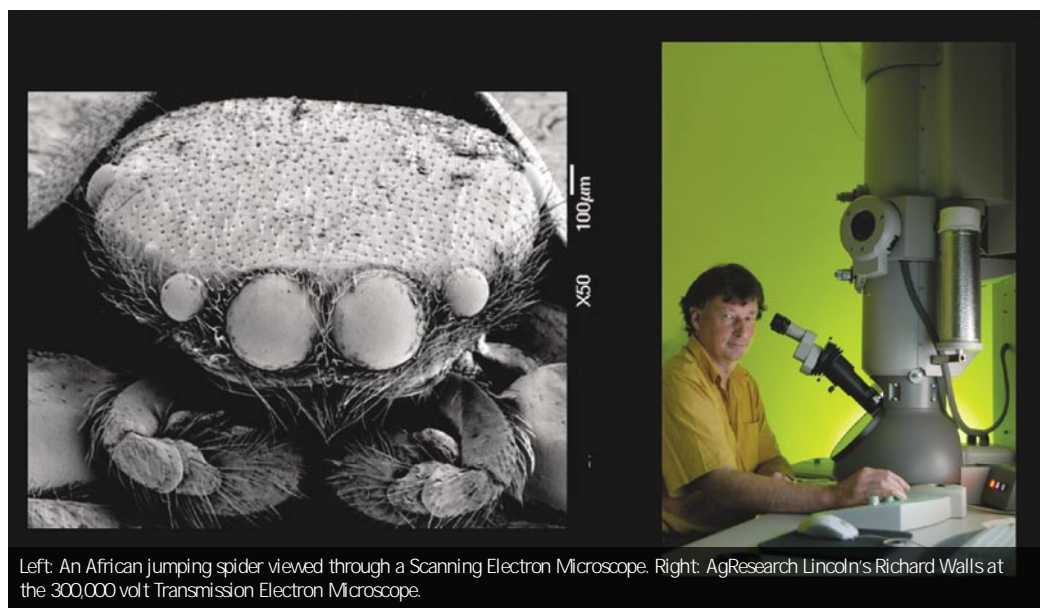 100μm
X50
Left: An African jumping spider viewed through a Scanning Electron Microscope. Right: AgResearch Lincoln's Richard Walls at
the 300,000 volt Transmission Electron Microscope.